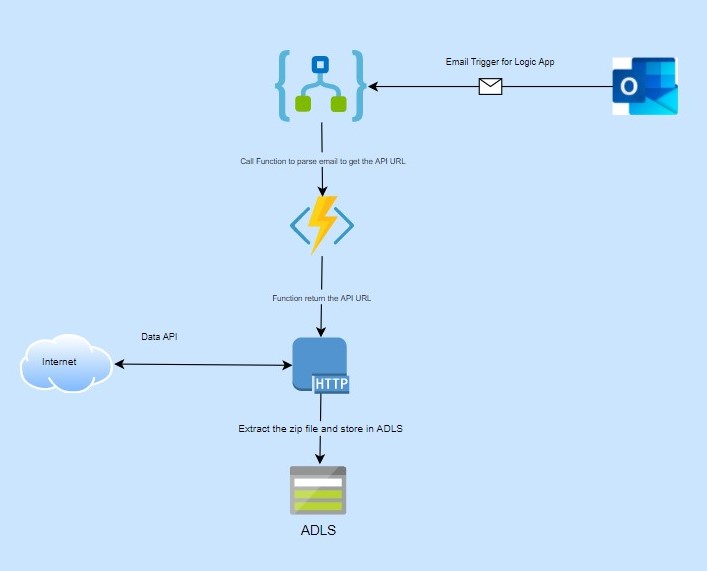 Email Trigger for Logic App
O
Call Function to parse email to get the API URL
Function return the API URL
Data API
Internet
HTTP
Extract the zip file and store in ADLS
ADLS